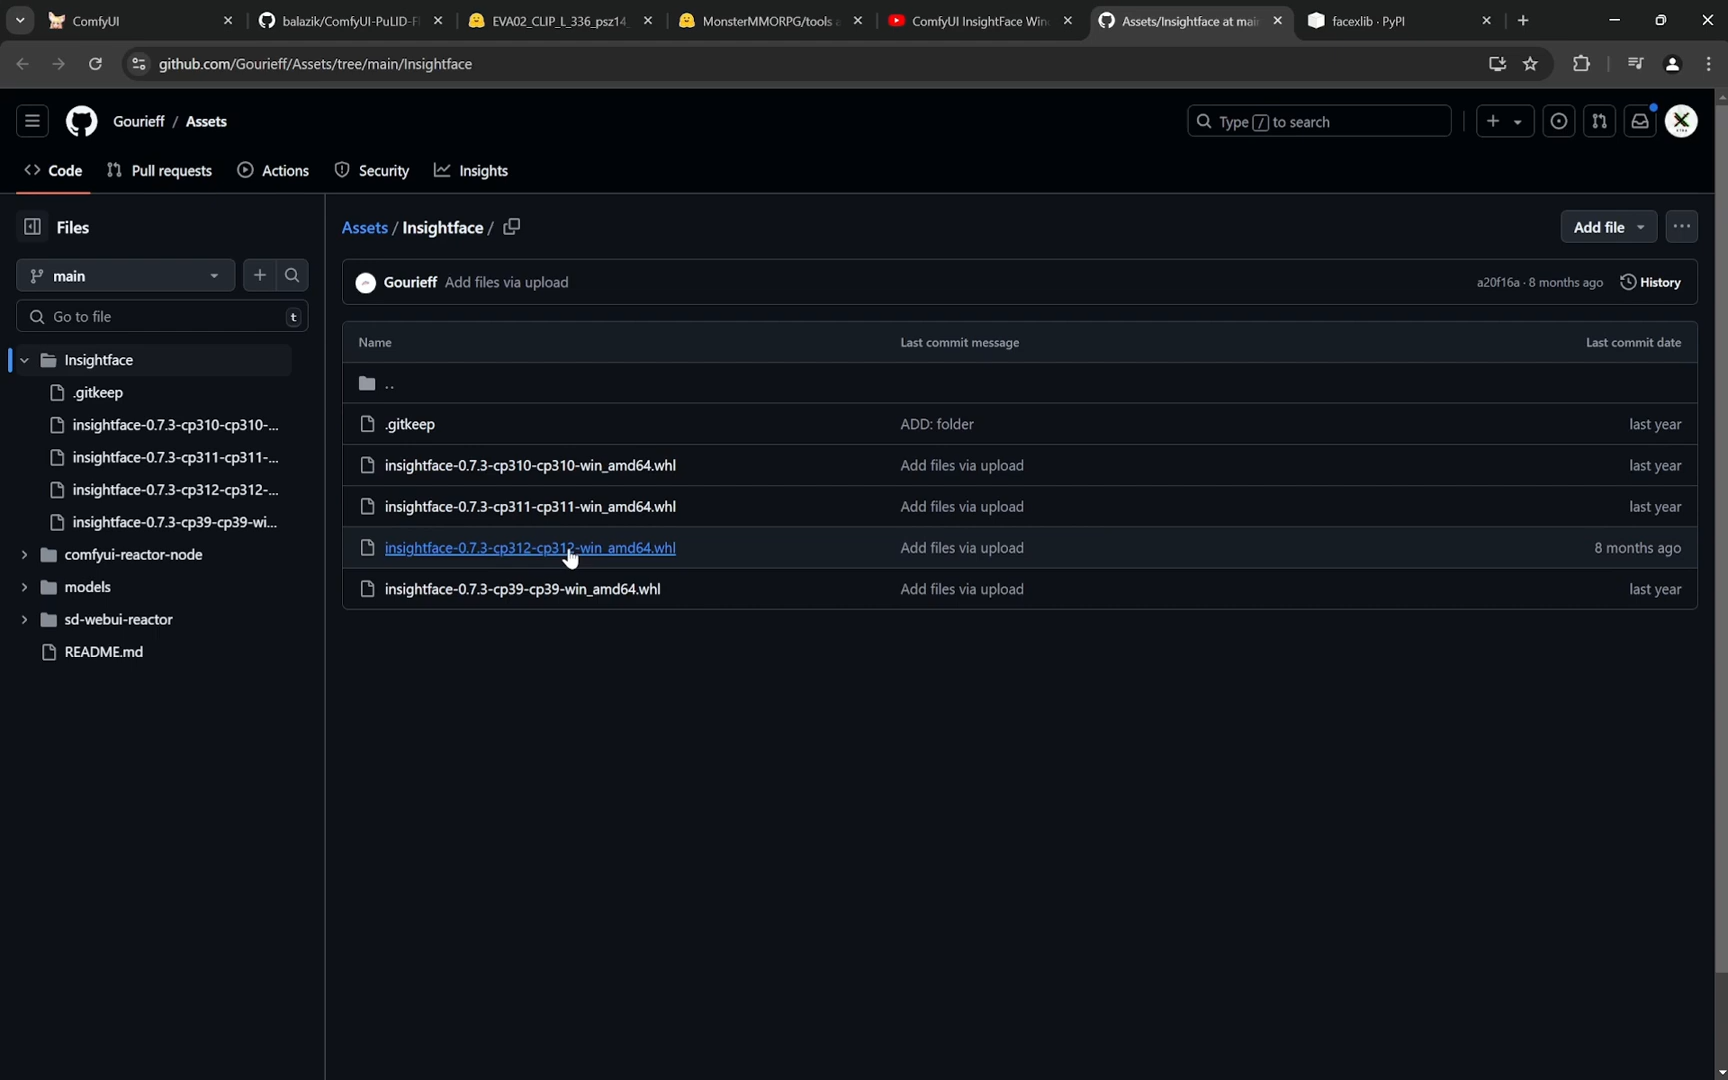 ComfyUI
balazik/ComfyUI-PuLID-F
EVA02_CLIP_L_336_psz14
MonsterMMORPG/tools
ComfyUI InsightFace Win
Assets/Insightface at mai
facexlib · PyPI
github.com/Gourieff/Assets/tree/main/Insightface
Gourieff / Assets
Type / to search
Code
Pull requests
Actions
Security
Insights
Files
Assets / Insightface /
Add file
main
Gourieff Add files via upload
a20f16a · 8 months ago
History
Go to file
t
Name
Last commit message
Last commit date
Insightface
..
.gitkeep
.gitkeep
ADD: folder
last year
insightface-0.7.3-cp310-cp310-...
insightface-0.7.3-cp310-cp310-win_amd64.whl
Add files via upload
last year
insightface-0.7.3-cp311-cp311-...
insightface-0.7.3-cp311-cp311-win_amd64.whl
Add files via upload
last year
insightface-0.7.3-cp312-cp312-...
insightface-0.7.3-cp312-cp312-win_amd64.whl
Add files via upload
8 months ago
insightface-0.7.3-cp39-cp39-wi...
insightface-0.7.3-cp39-cp39-win_amd64.whl
Add files via upload
last year
comfyui-reactor-node
models
sd-webui-reactor
README.md